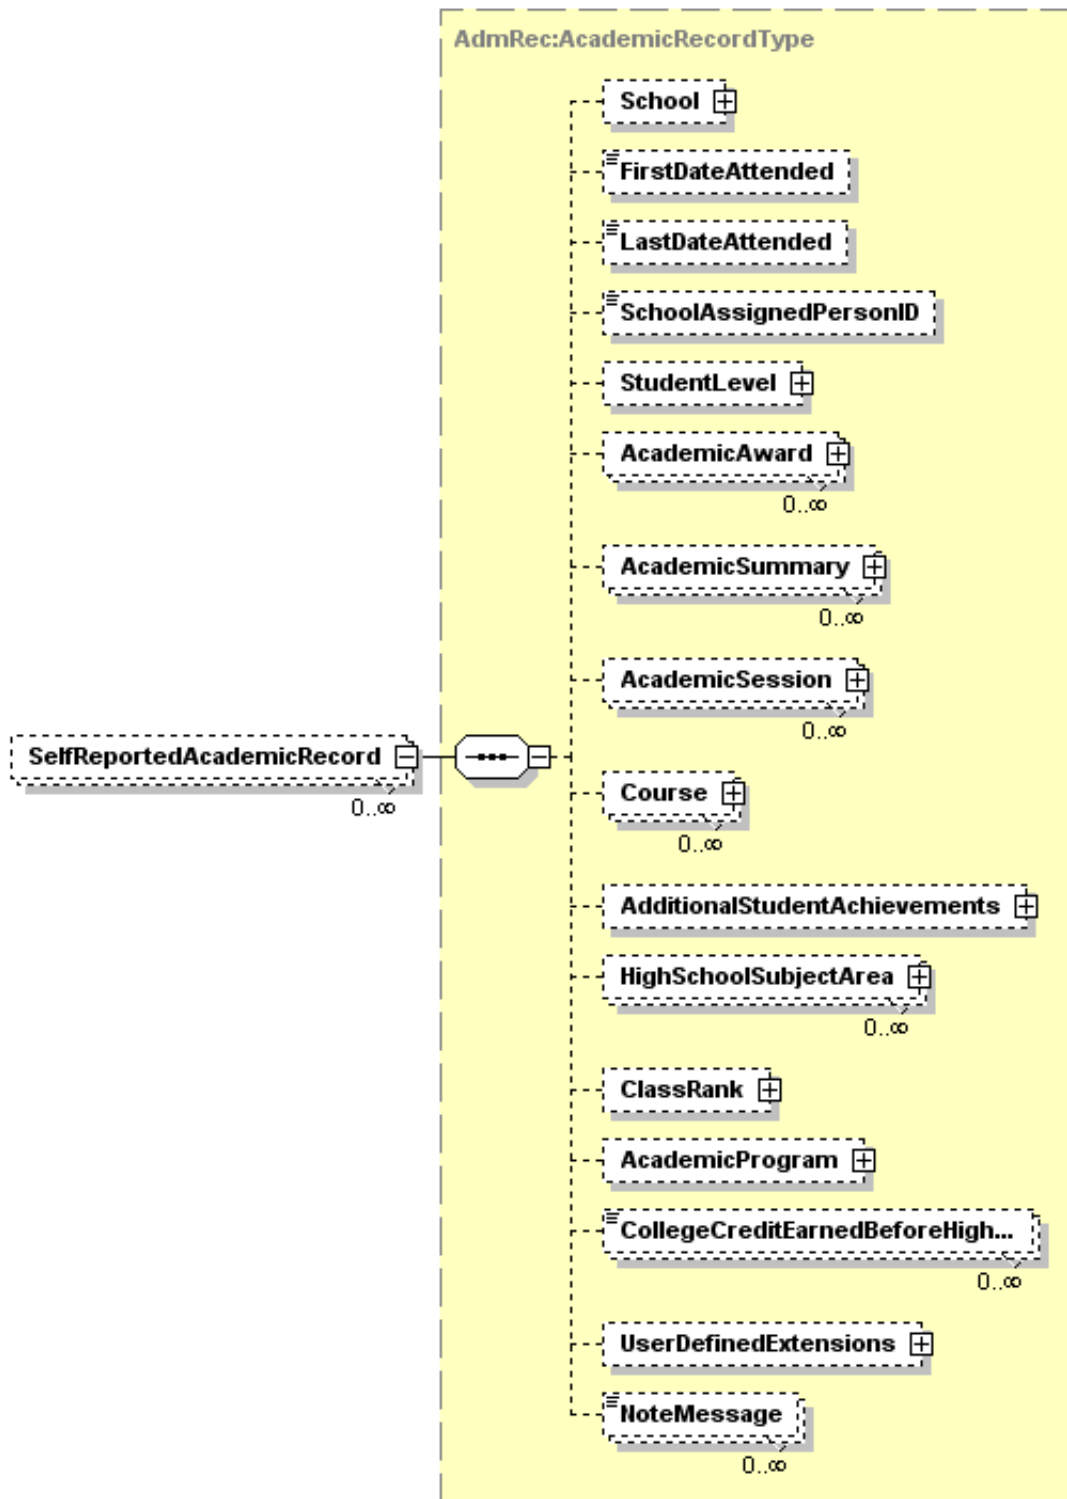 AdmRec:AcademicRecordType
School
FirstDateAttended
LastDateAttended
SchoolAssignedPersonID
StudentLevel
AcademicAward
0..∞
AcademicSummary
0..∞
AcademicSession
0..∞
SelfReportedAcademicRecord
0..∞
Course
0..∞
AdditionalStudentAchievements
HighSchoolSubjectArea
0..∞
ClassRank
AcademicProgram
CollegeCreditEarnedBeforeHigh...
0..∞
UserDefinedExtensions
NoteMessage
0..∞